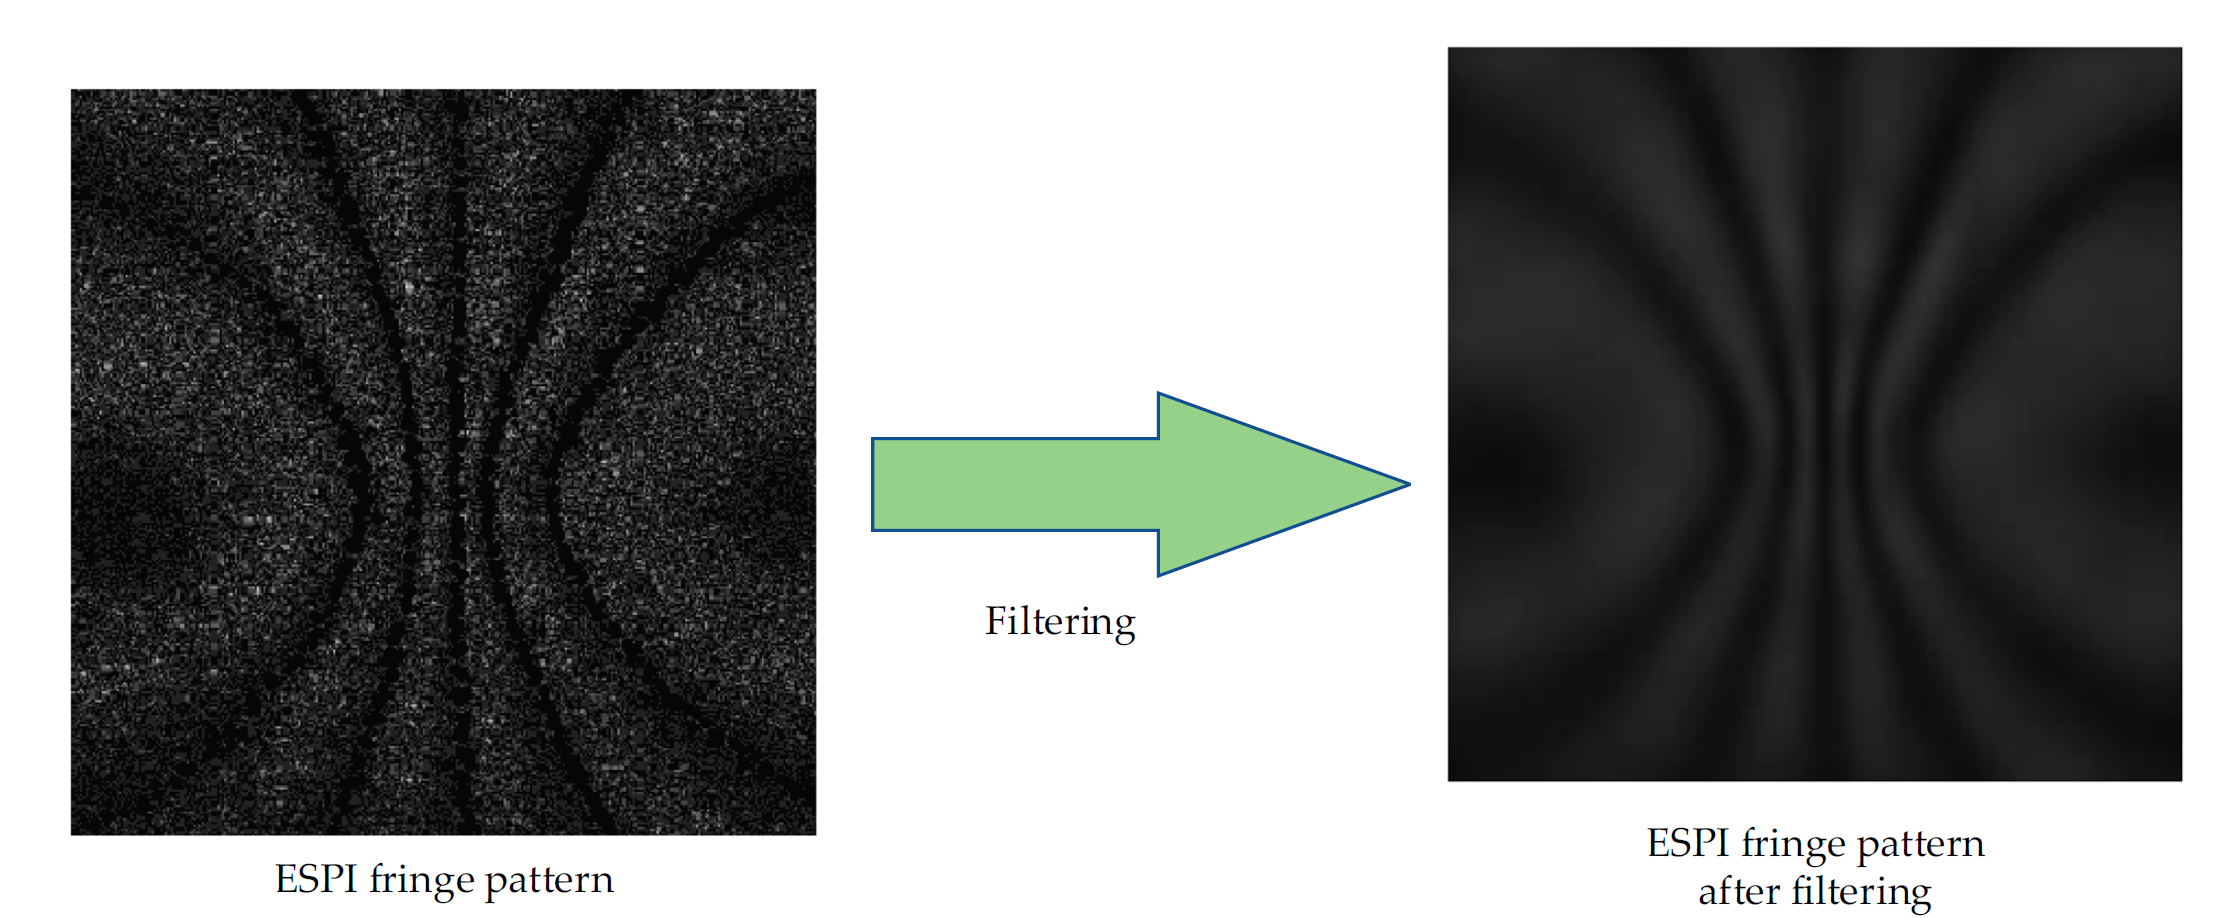 Filtering
ESPI fringe pattern
ESPI fringe pattern
after filtering